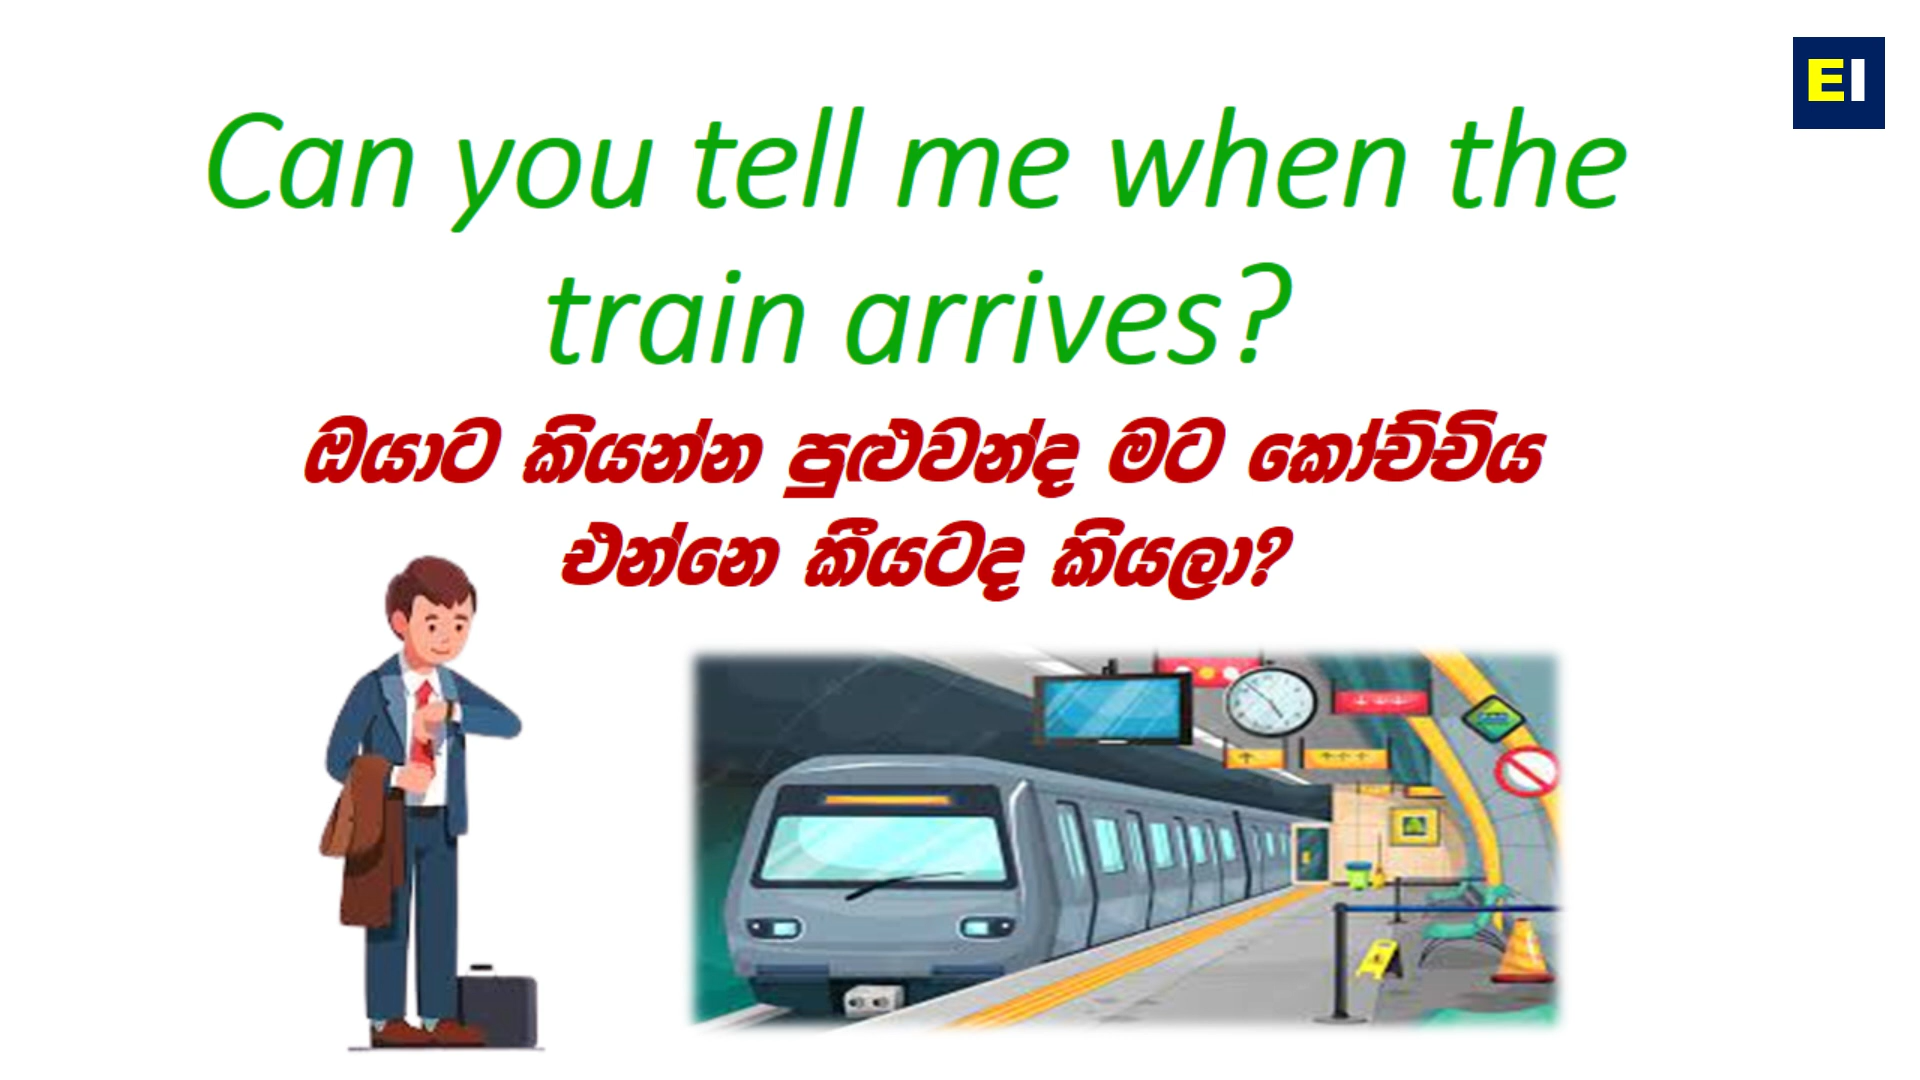 EI
Can you tell me when the
train arrives?
ඔයාට කියන්න පුළුවන්ද මට කෝච්චිය
එන්නෙ කීයටද කියලා?